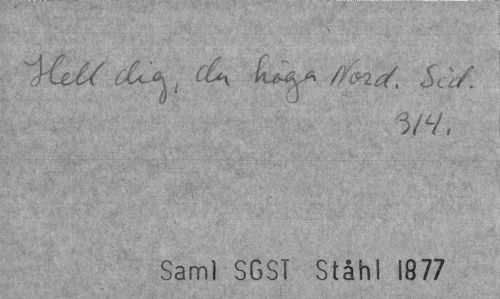 Hell dig, du höga Nord. Sid.
314.
Saml SGST Ståhl 1877